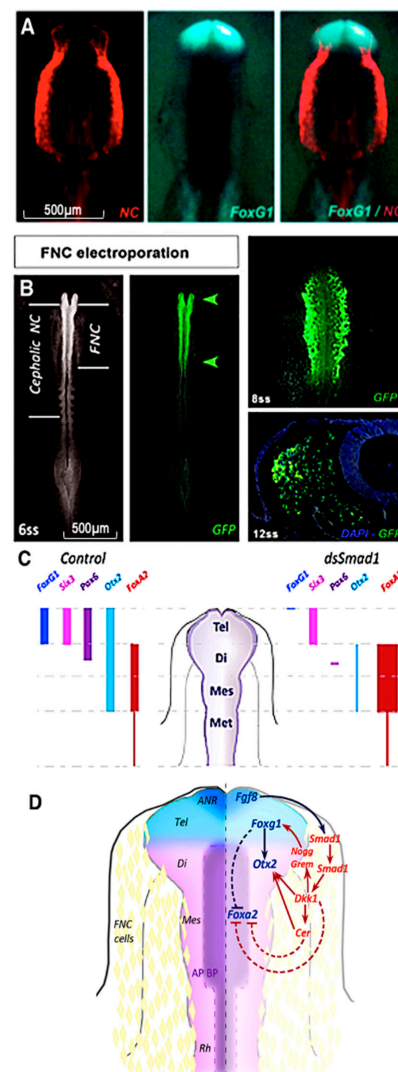 A
500µm
NC
FoxG1
FoxG1 / NC
FNC electroporation
B
Cephalic NC
FNC
6ss
500µm
GFP
8ss
GFP
12ss
DAPI - GFP
C
Control
dsSmad1
FoxG1
Six3
Pax6
Otx2
FoxA2
FoxG1
Six3
Pax6
Otx2
FoxA
Tel
Di
Mes
Met
D
ANR
Fgf8
Tel
Foxg1
Smad1
Nogg
Grem
Smad1
Di
Otx2
Dkk1
FNC
cells
Mes
Foxa2
Cer
AP BP
Rh